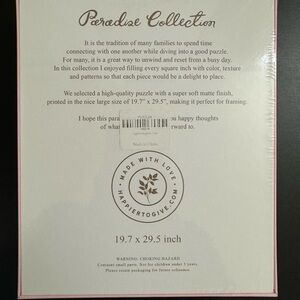 Paradise Collection
It is the tradition of many families to spend time
connecting with one another while diving into a good puzzle.
For many, it is a great way to unwind and reset from a busy day.
In this collection I enjoyed filling every square inch with color, texture
and patterns so that each piece would be a delight to place.
We selected a high-quality puzzle with a super soft matte finish,
printed in the nice large size of 19.7" x 29.5", making it perfect for framing.
I hope this para ou happy thoughts
of wha rward to.
MADE WITH LOVE
HAPPIERTOGIVE.COM
19.7 x 29.5 inch
WARNING: CHOKING HAZARD
Contains small parts. Not for children under 3 years.
Please retain packaging for future reference.